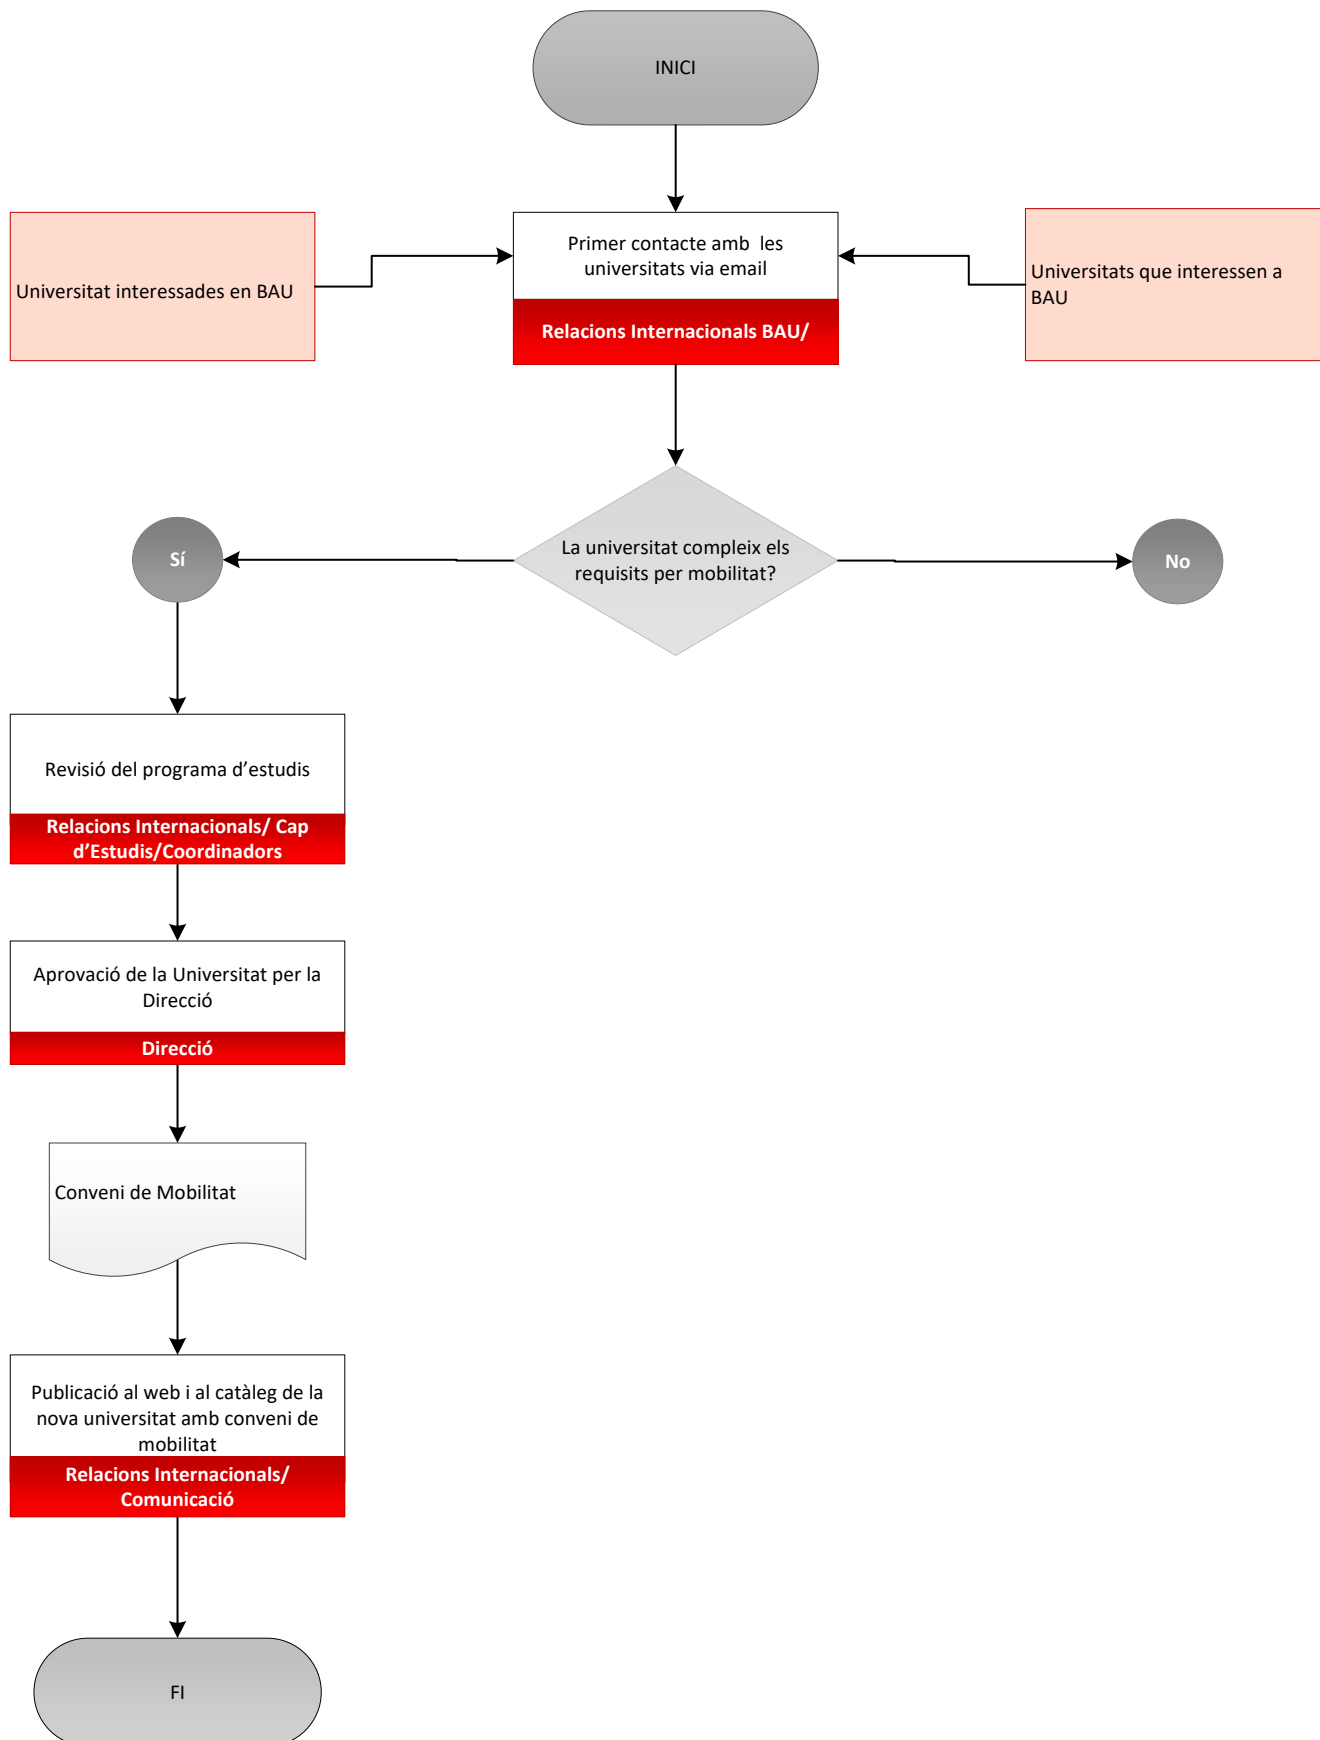 INICI
Universitat interessades en BAU
Primer contacte amb les
universitats via email
Relacions Internacionals BAU/
Universitats que interessen a
BAU
La universitat compleix els
requisits per mobilitat?
Sí
No
Revisió del programa d’estudis
Relacions Internacionals/ Cap
d’Estudis/Coordinadors
Aprovació de la Universitat per la
Direcció
Direcció
Conveni de Mobilitat
Publicació al web i al catàleg de la
nova universitat amb conveni de
mobilitat
Relacions Internacionals/
Comunicació
FI